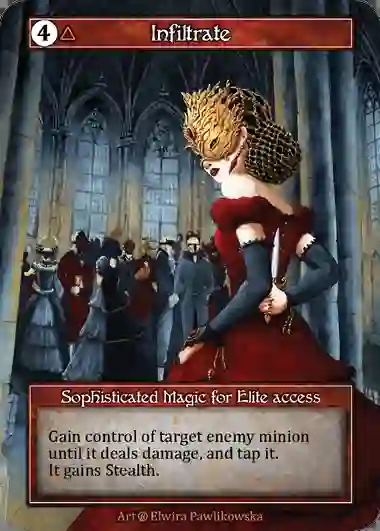 4 Infiltrate
Sophisticated Magic for Elite access
Gain control of target enemy minion
until it deals damage, and tap it.
It gains Stealth.
Art @ Elwira Pawlikowska